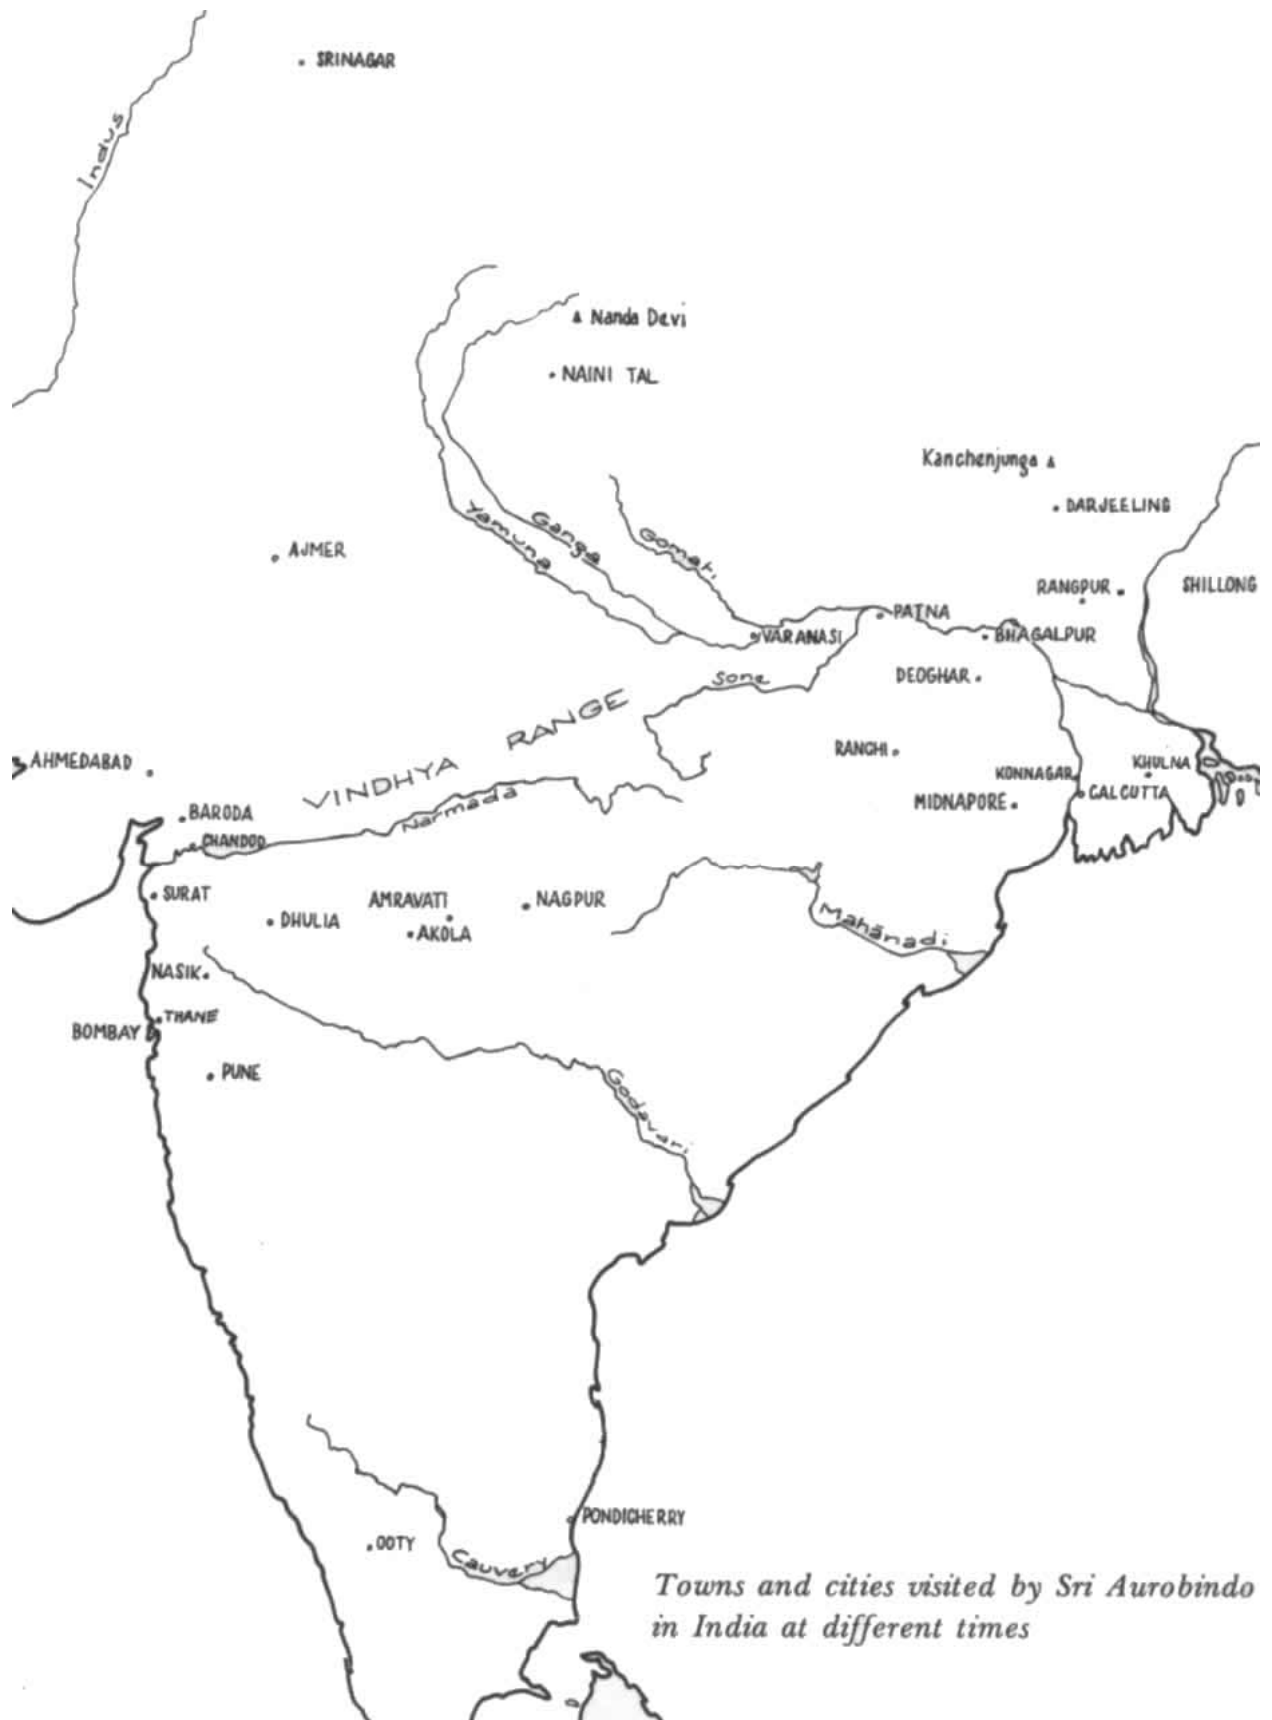 SRINAGAR
Indus
Nanda Devi
NAINI TAL
Kanchenjunga
DARJEELING
Yamuna
Ganga
Gomati
AJMER
RANGPUR
SHILLONG
PATNA
VARANASI
BHAGALPUR
DEOGHAR
Sone
VINDHYA RANGE
AHMEDABAD
RANCHI
KHULNA
KONNAGAR
CALCUTTA
MIDNAPORE
BARODA
Narmada
CHANDOD
SURAT
AMRAVATI
NAGPUR
DHULIA
AKOLA
Mahānadi
NASIK
THANE
BOMBAY
PUNE
Godavari
PONDICHERRY
OOTY
Cauvery
Towns and cities visited by Sri Aurobindo
in India at different times